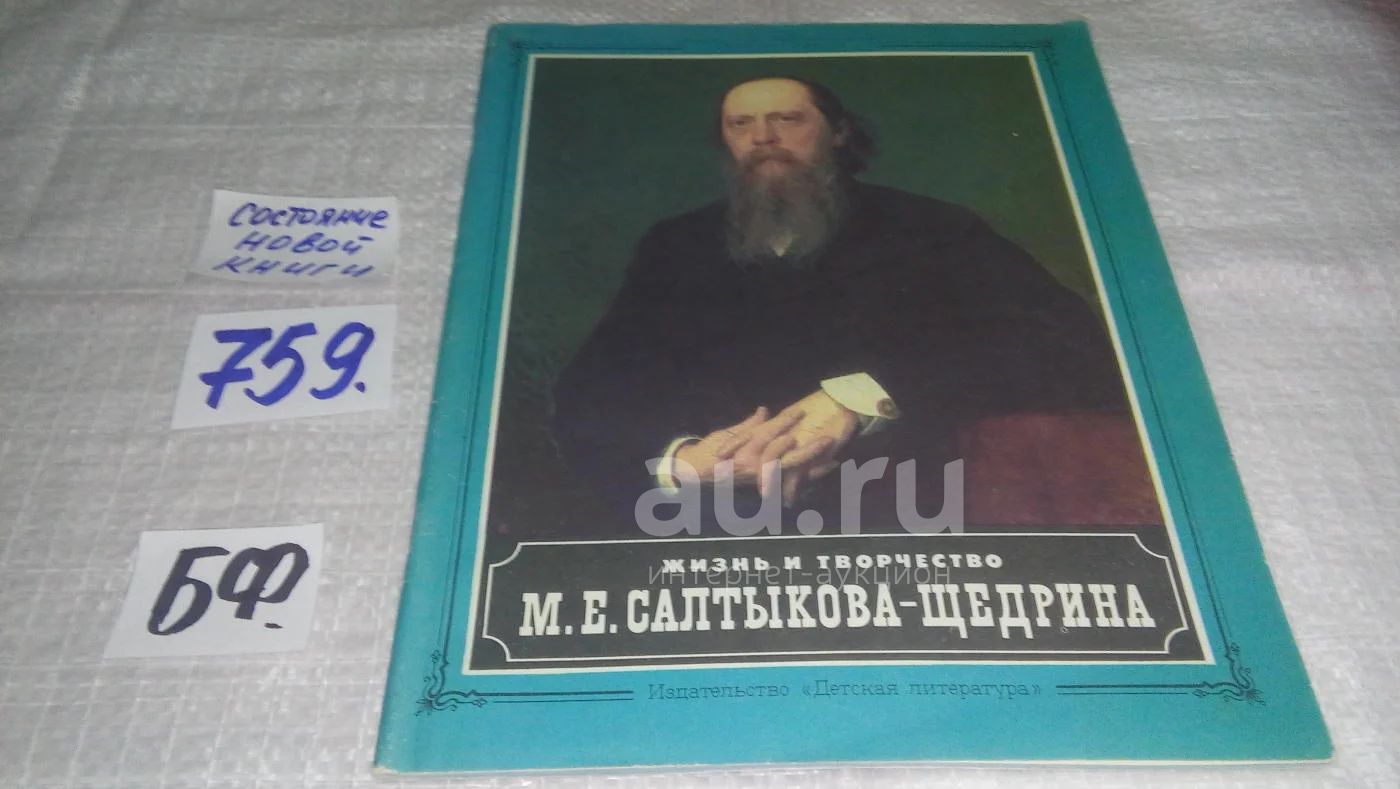 состояние
новой
книги
759.
БФ.
au.ru
интернет-аукцион
ЖИЗНЬ И ТВОРЧЕСТВО
М.Е.САЛТЫКОВА-ЩЕДРИНА
Издательство «Детская литература»